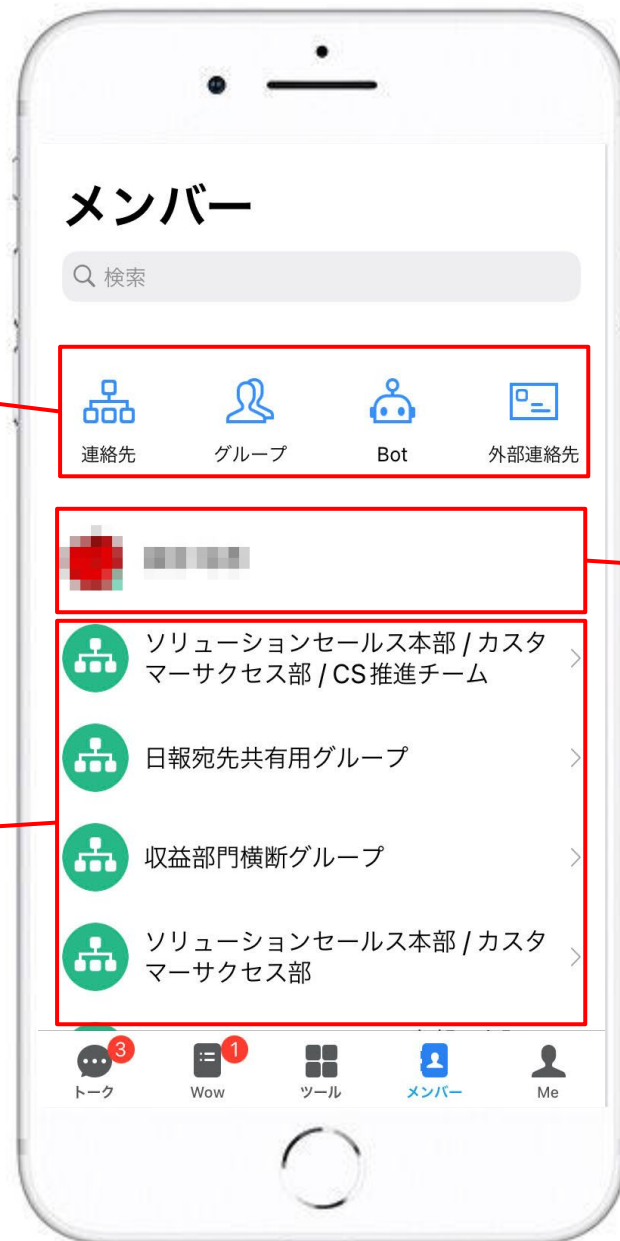 メンバー
検索
連絡先 グループ Bot 外部連絡先
ソリューションセールス本部 / カスタ
マーサクセス部 / CS推進チーム
日報宛先共有用グループ
収益部門横断グループ
ソリューションセールス本部 / カスタ
マーサクセス部
3 1
トーク Wow ツール メンバー Me